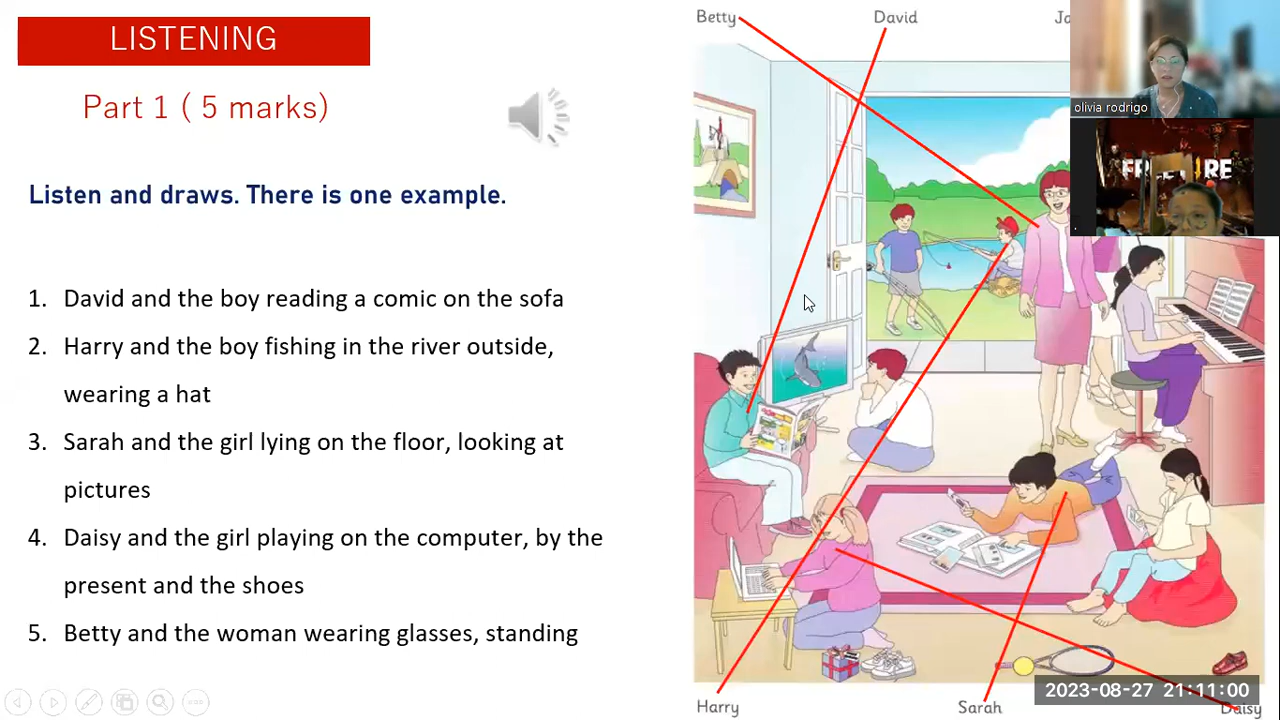 LISTENING
Part 1 ( 5 marks)
Listen and draws. There is one example.
1. David and the boy reading a comic on the sofa
2. Harry and the boy fishing in the river outside,
wearing a hat
3. Sarah and the girl lying on the floor, looking at
pictures
4. Daisy and the girl playing on the computer, by the
present and the shoes
5. Betty and the woman wearing glasses, standing
Betty David
olivia rodrigo
Harry Sarah Daisy
2023-08-27 21:11:00